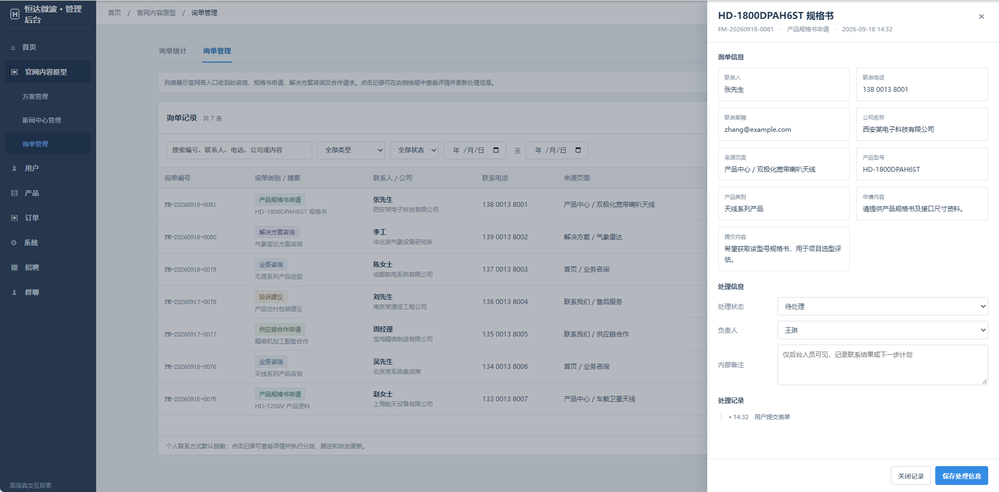 恒达微波·管理
后台
首页
官网内容原型
方案管理
新闻中心管理
询单管理
用户
产品
订单
系统
招聘
群聊
高保真交互探索
首页 / 官网内容原型 / 询单管理
询单统计 询单管理
列表展示官网各入口收到的咨询、规格书申请、解决方案咨询及合作请求。点击记录可在右侧抽屉中查看详情并更新处理信息。
询单记录 共 7 条
搜索编号、联系人、电话、公司或内容 全部类型 全部状态 年 /月/日 至 年 /月/日
询单编号 询单类别 / 摘要 联系人 / 公司 联系电话 来源页面
FM-20260918-0081 产品规格书申请 HD-1800DPAH6ST 规格书 张先生 西安某电子科技有限公司 138 0013 8001 产品中心 / 双极化宽带喇叭天线
FM-20260918-0080 解决方案咨询 气象雷达方案咨询 李工 华北某气象设备研究所 139 0013 8002 解决方案 / 气象雷达
FM-20260918-0079 业务咨询 无源系列产品选型 陈女士 成都航电系统有限公司 137 0013 8003 首页 / 业务咨询
FM-20260917-0078 投诉建议 产品交付包装建议 刘先生 南京某通信工程公司 136 0013 8004 联系我们 / 售后服务
FM-20260917-0077 供应链合作申请 精密机加工配套合作 周经理 宝鸡精密制造有限公司 135 0013 8005 联系我们 / 供应链合作
FM-20260916-0076 业务咨询 天线系列产品咨询 吴先生 北京某系统集成商 134 0013 8006 首页 / 业务咨询
FM-20260915-0075 产品规格书申请 HD-1200V 产品资料 赵女士 上海航天设备有限公司 133 0013 8007 产品中心 / 车载卫星天线
个人联系方式默认脱敏；点击记录可查看详情并执行分派、跟进和状态更新。
HD-1800DPAH6ST 规格书
FM-20260918-0081 · 产品规格书申请 · 2026-09-18 14:32
询单信息
联系人
张先生
联系电话
138 0013 8001
联系邮箱
zhang@example.com
公司名称
西安某电子科技有限公司
来源页面
产品中心 / 双极化宽带喇叭天线
产品型号
HD-1800DPAH6ST
产品类别
天线系列产品
申请内容
请提供产品规格书及接口尺寸资料。
提交内容
希望获取该型号规格书，用于项目选型评
估。
处理信息
处理状态 待处理
负责人 王琳
内部备注 仅后台人员可见，记录联系结果或下一步计划
处理记录
• 14:32 用户提交表单
关闭记录 保存处理信息